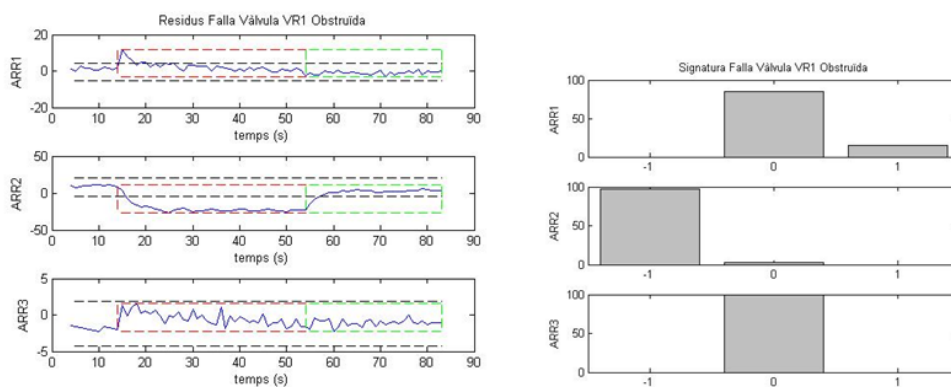 Residus Falla Vàlvula VR1 Obstruïda
20
0
-20
ARR1
0 10 20 30 40 50 60 70 80 90
temps (s)
50
0
-50
ARR2
0 10 20 30 40 50 60 70 80 90
temps (s)
5
0
-5
ARR3
0 10 20 30 40 50 60 70 80 90
temps (s)
Signatura Falla Vàlvula VR1 Obstruïda
100
50
0
ARR1
-1 0 1
100
50
0
ARR2
-1 0 1
100
50
0
ARR3
-1 0 1